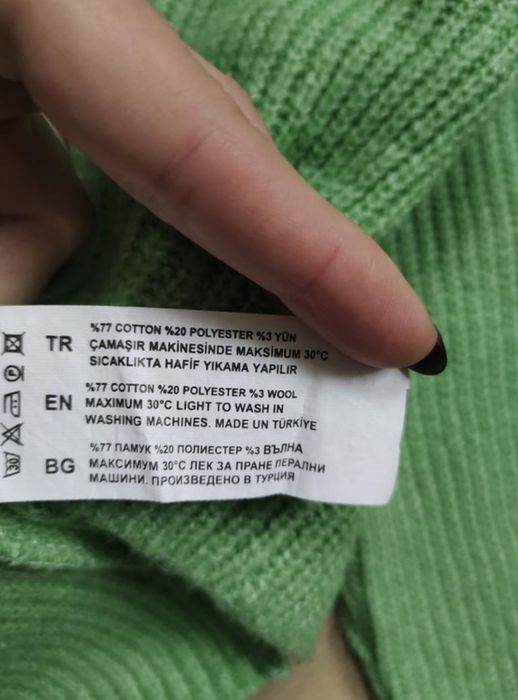 TR
%77 COTTON %20 POLYESTER %3 YÜN
ÇAMAŞIR MAKİNESİNDE MAKSİMUM 30°C
SICAKLIKTA HAFİF YIKAMA YAPILIR
EN
%77 COTTON %20 POLYESTER %3 WOOL
MAXIMUM 30°C LIGHT TO WASH IN
WASHING MACHINES. MADE UN TÜRKİYE
BG
%77 ПАМУК %20 ПОЛИЕСТЕР %3 ВЪЛНА
МАКСИМУМ 30°C ЛЕК ЗА ПРАНЕ ПЕРАЛНИ
МАШИНИ. ПРОИЗВЕДЕНО В ТУРЦИЯ
30